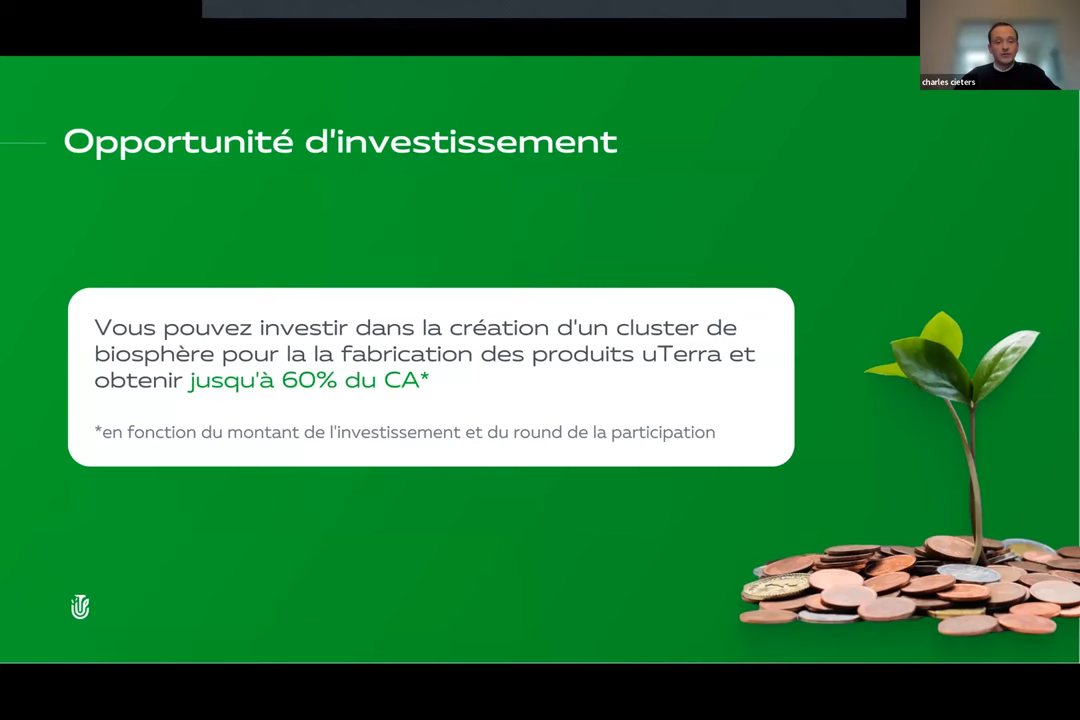 charles cieters
Opportunité d'investissement
Vous pouvez investir dans la création d'un cluster de
biosphère pour la la fabrication des produits uTerra et
obtenir jusqu'à 60% du CA*
*en fonction du montant de l'investissement et du round de la participation